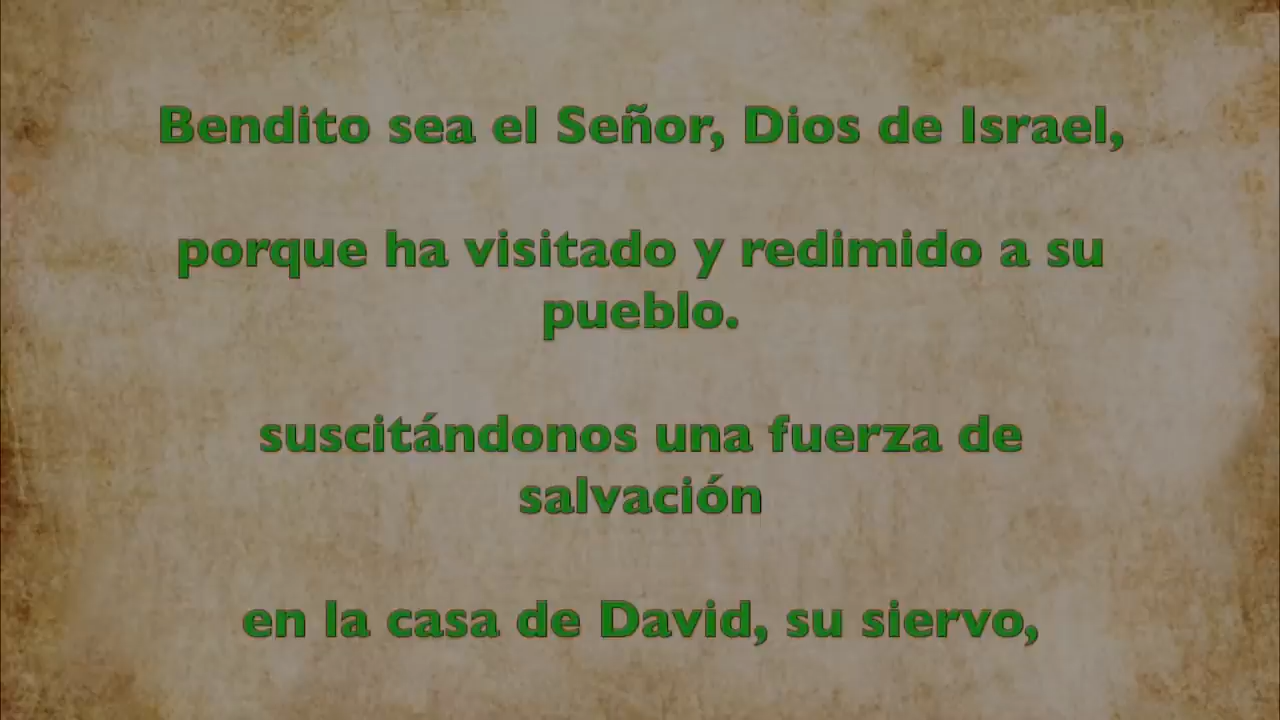 Bendito sea el Señor, Dios de Israel,
porque ha visitado y redimido a su
pueblo.
suscitándonos una fuerza de
salvación
en la casa de David, su siervo,